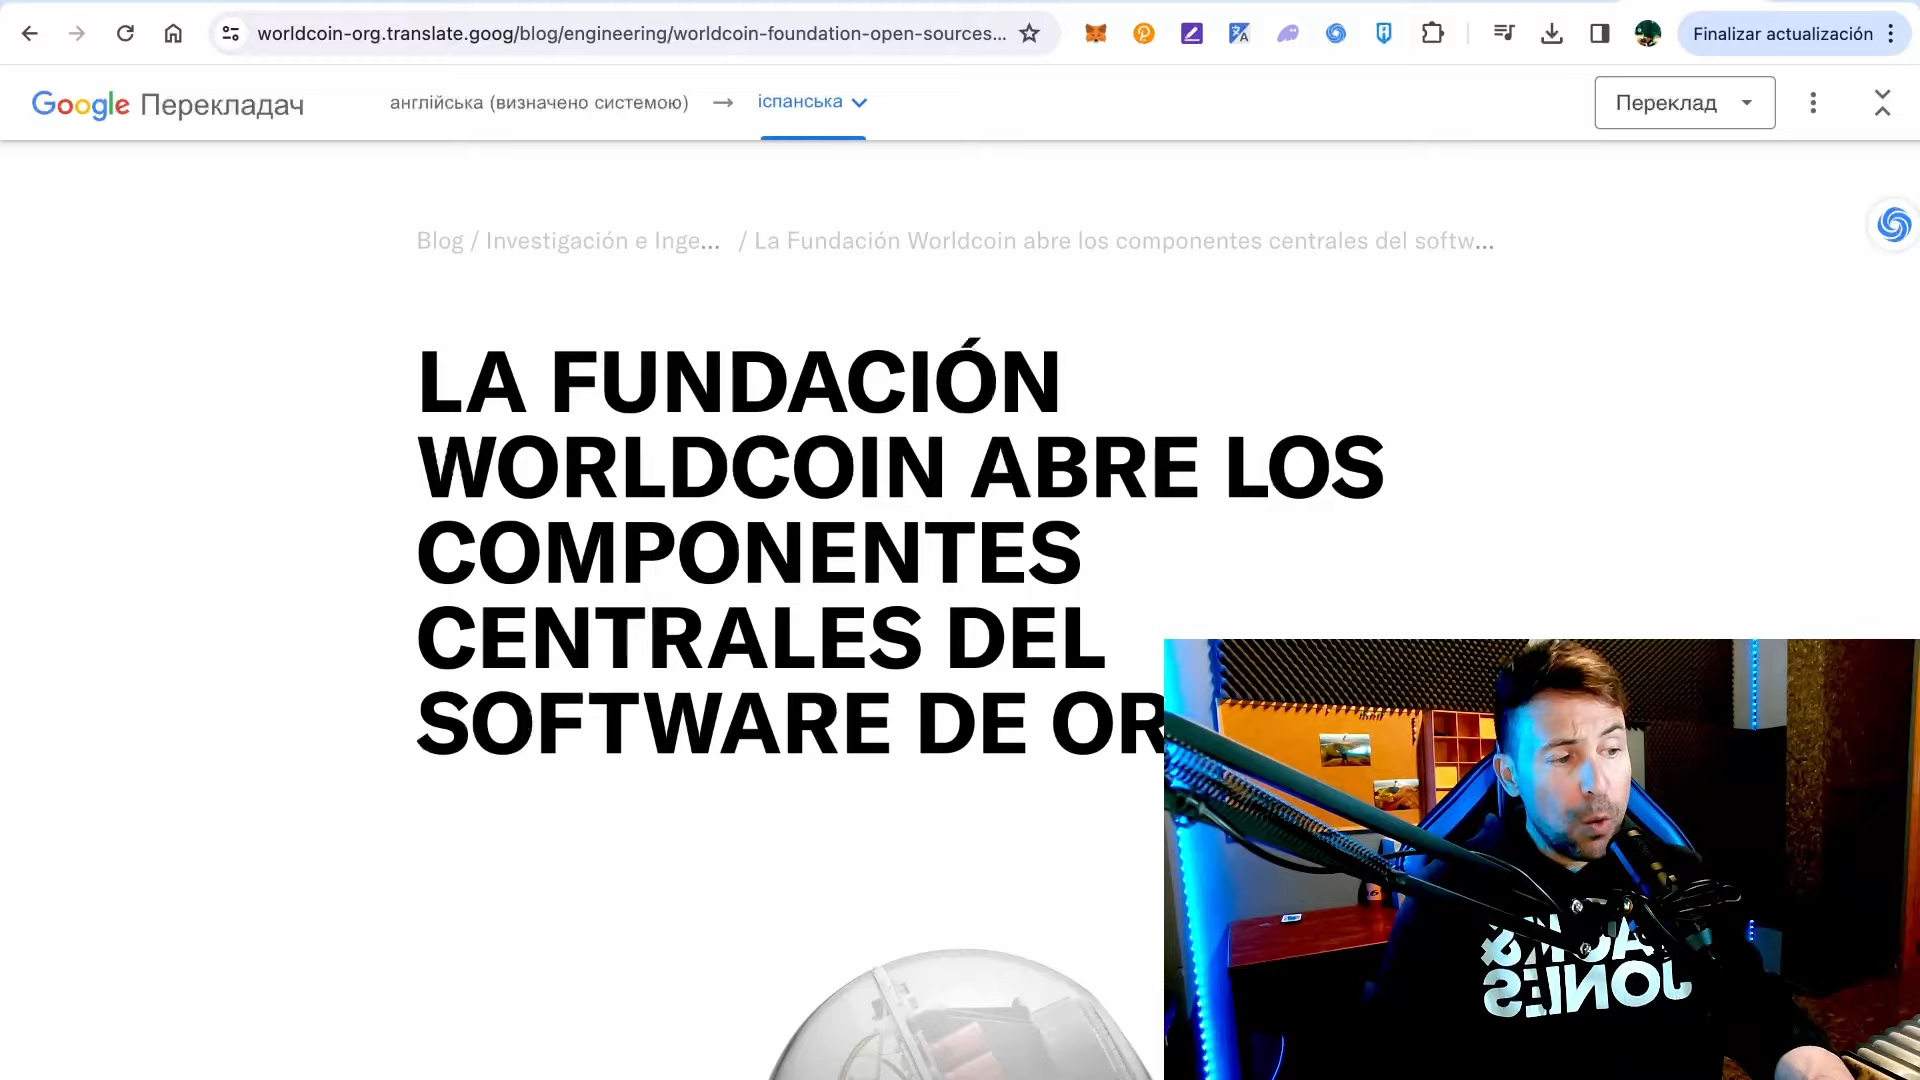 worldcoin-org.translate.goog/blog/engineering/worldcoin-foundation-open-sources...
Finalizar actualización
Google Перекладач
англійська (визначено системою) → іспанська
Переклад
Blog / Investigación e Inge... / La Fundación Worldcoin abre los componentes centrales del softw...
LA FUNDACIÓN
WORLDCOIN ABRE LOS
COMPONENTES
CENTRALES DEL
SOFTWARE DE OR
JONES